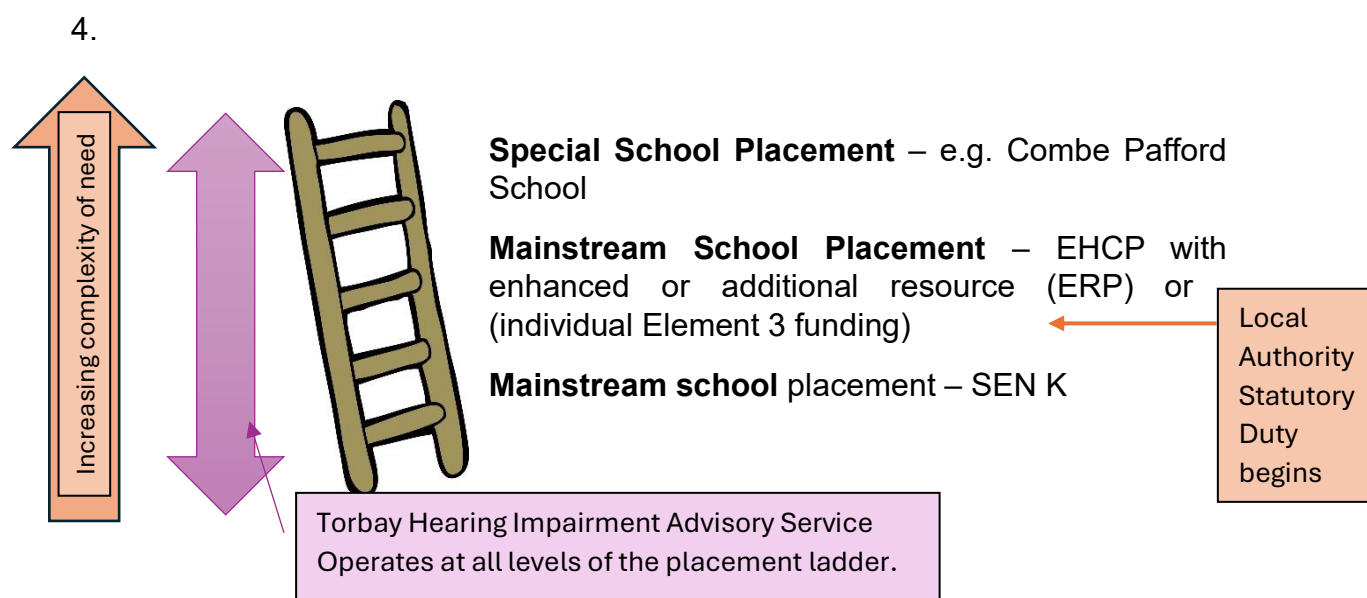 4.
Increasing complexity of need
Special School Placement – e.g. Combe Pafford
School
Mainstream School Placement – EHCP with
enhanced or additional resource (ERP) or
(individual Element 3 funding)
Mainstream school placement – SEN K
Local
Authority
Statutory
Duty
begins
Torbay Hearing Impairment Advisory Service
Operates at all levels of the placement ladder.